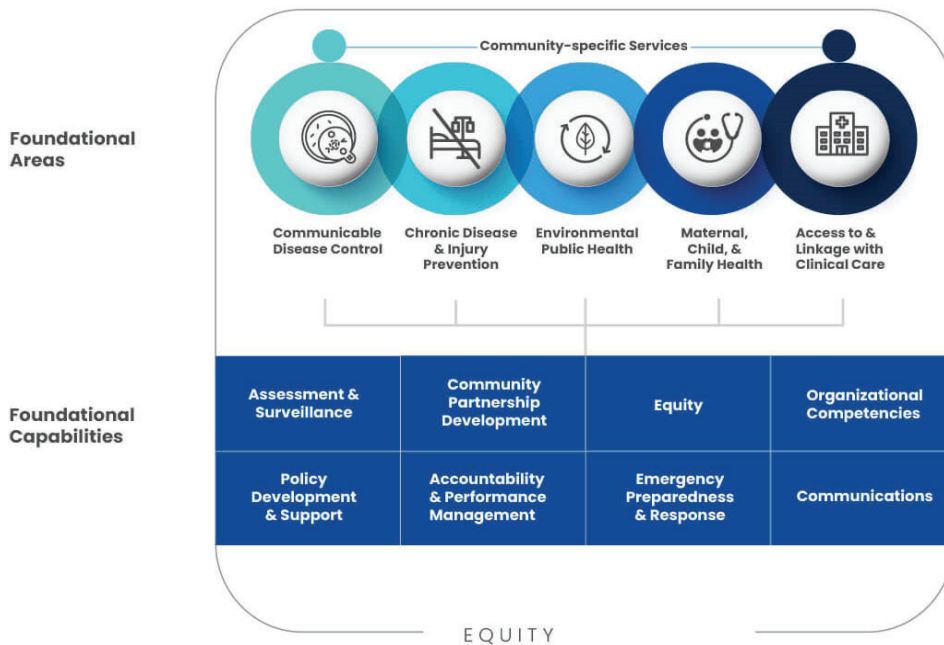 Community-specific Services
Foundational
Areas
Communicable
Disease Control
Chronic Disease
& Injury
Prevention
Environmental
Public Health
Maternal,
Child, &
Family Health
Access to &
Linkage with
Clinical Care
Foundational
Capabilities
Assessment &
Surveillance
Community
Partnership
Development
Equity
Organizational
Competencies
Policy
Development
& Support
Accountability
& Performance
Management
Emergency
Preparedness
& Response
Communications
EQUITY